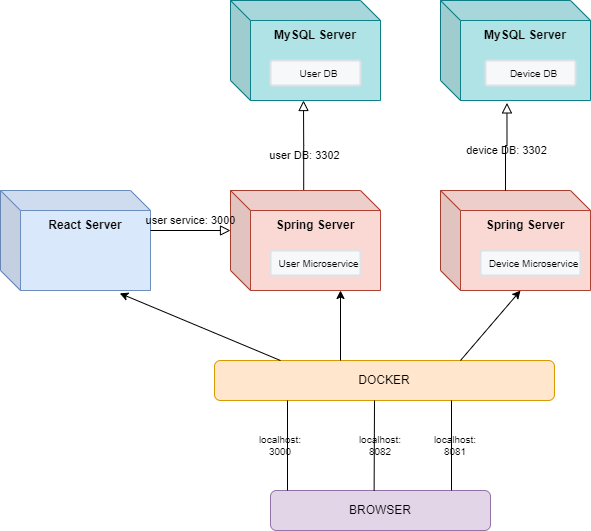 MySQL Server
User DB
MySQL Server
Device DB
user DB: 3302
device DB: 3302
React Server
user service: 3000
Spring Server
User Microservice
Spring Server
Device Microservice
DOCKER
localhost:
3000
localhost:
8082
localhost:
8081
BROWSER